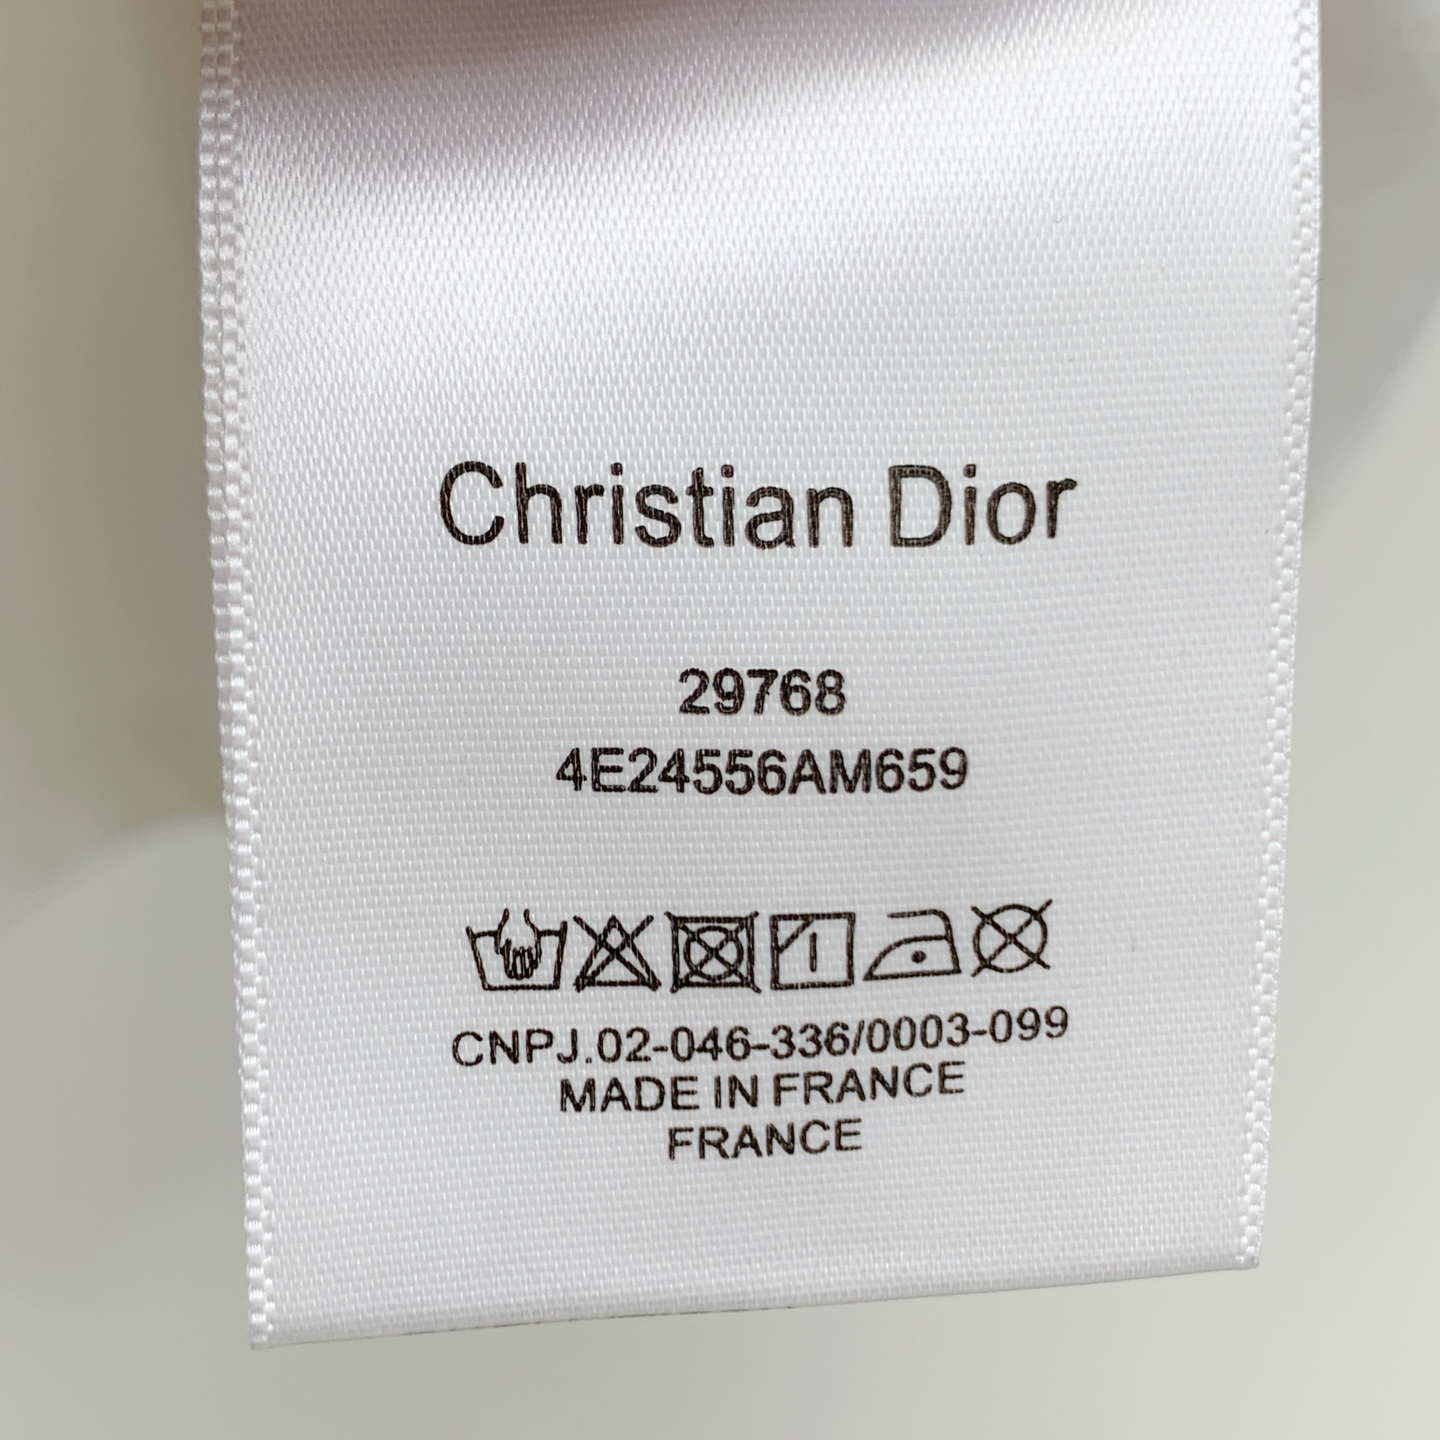 Christian Dior
29768
4E24556AM659
CNPJ.02-046-336/0003-099
MADE IN FRANCE
FRANCE